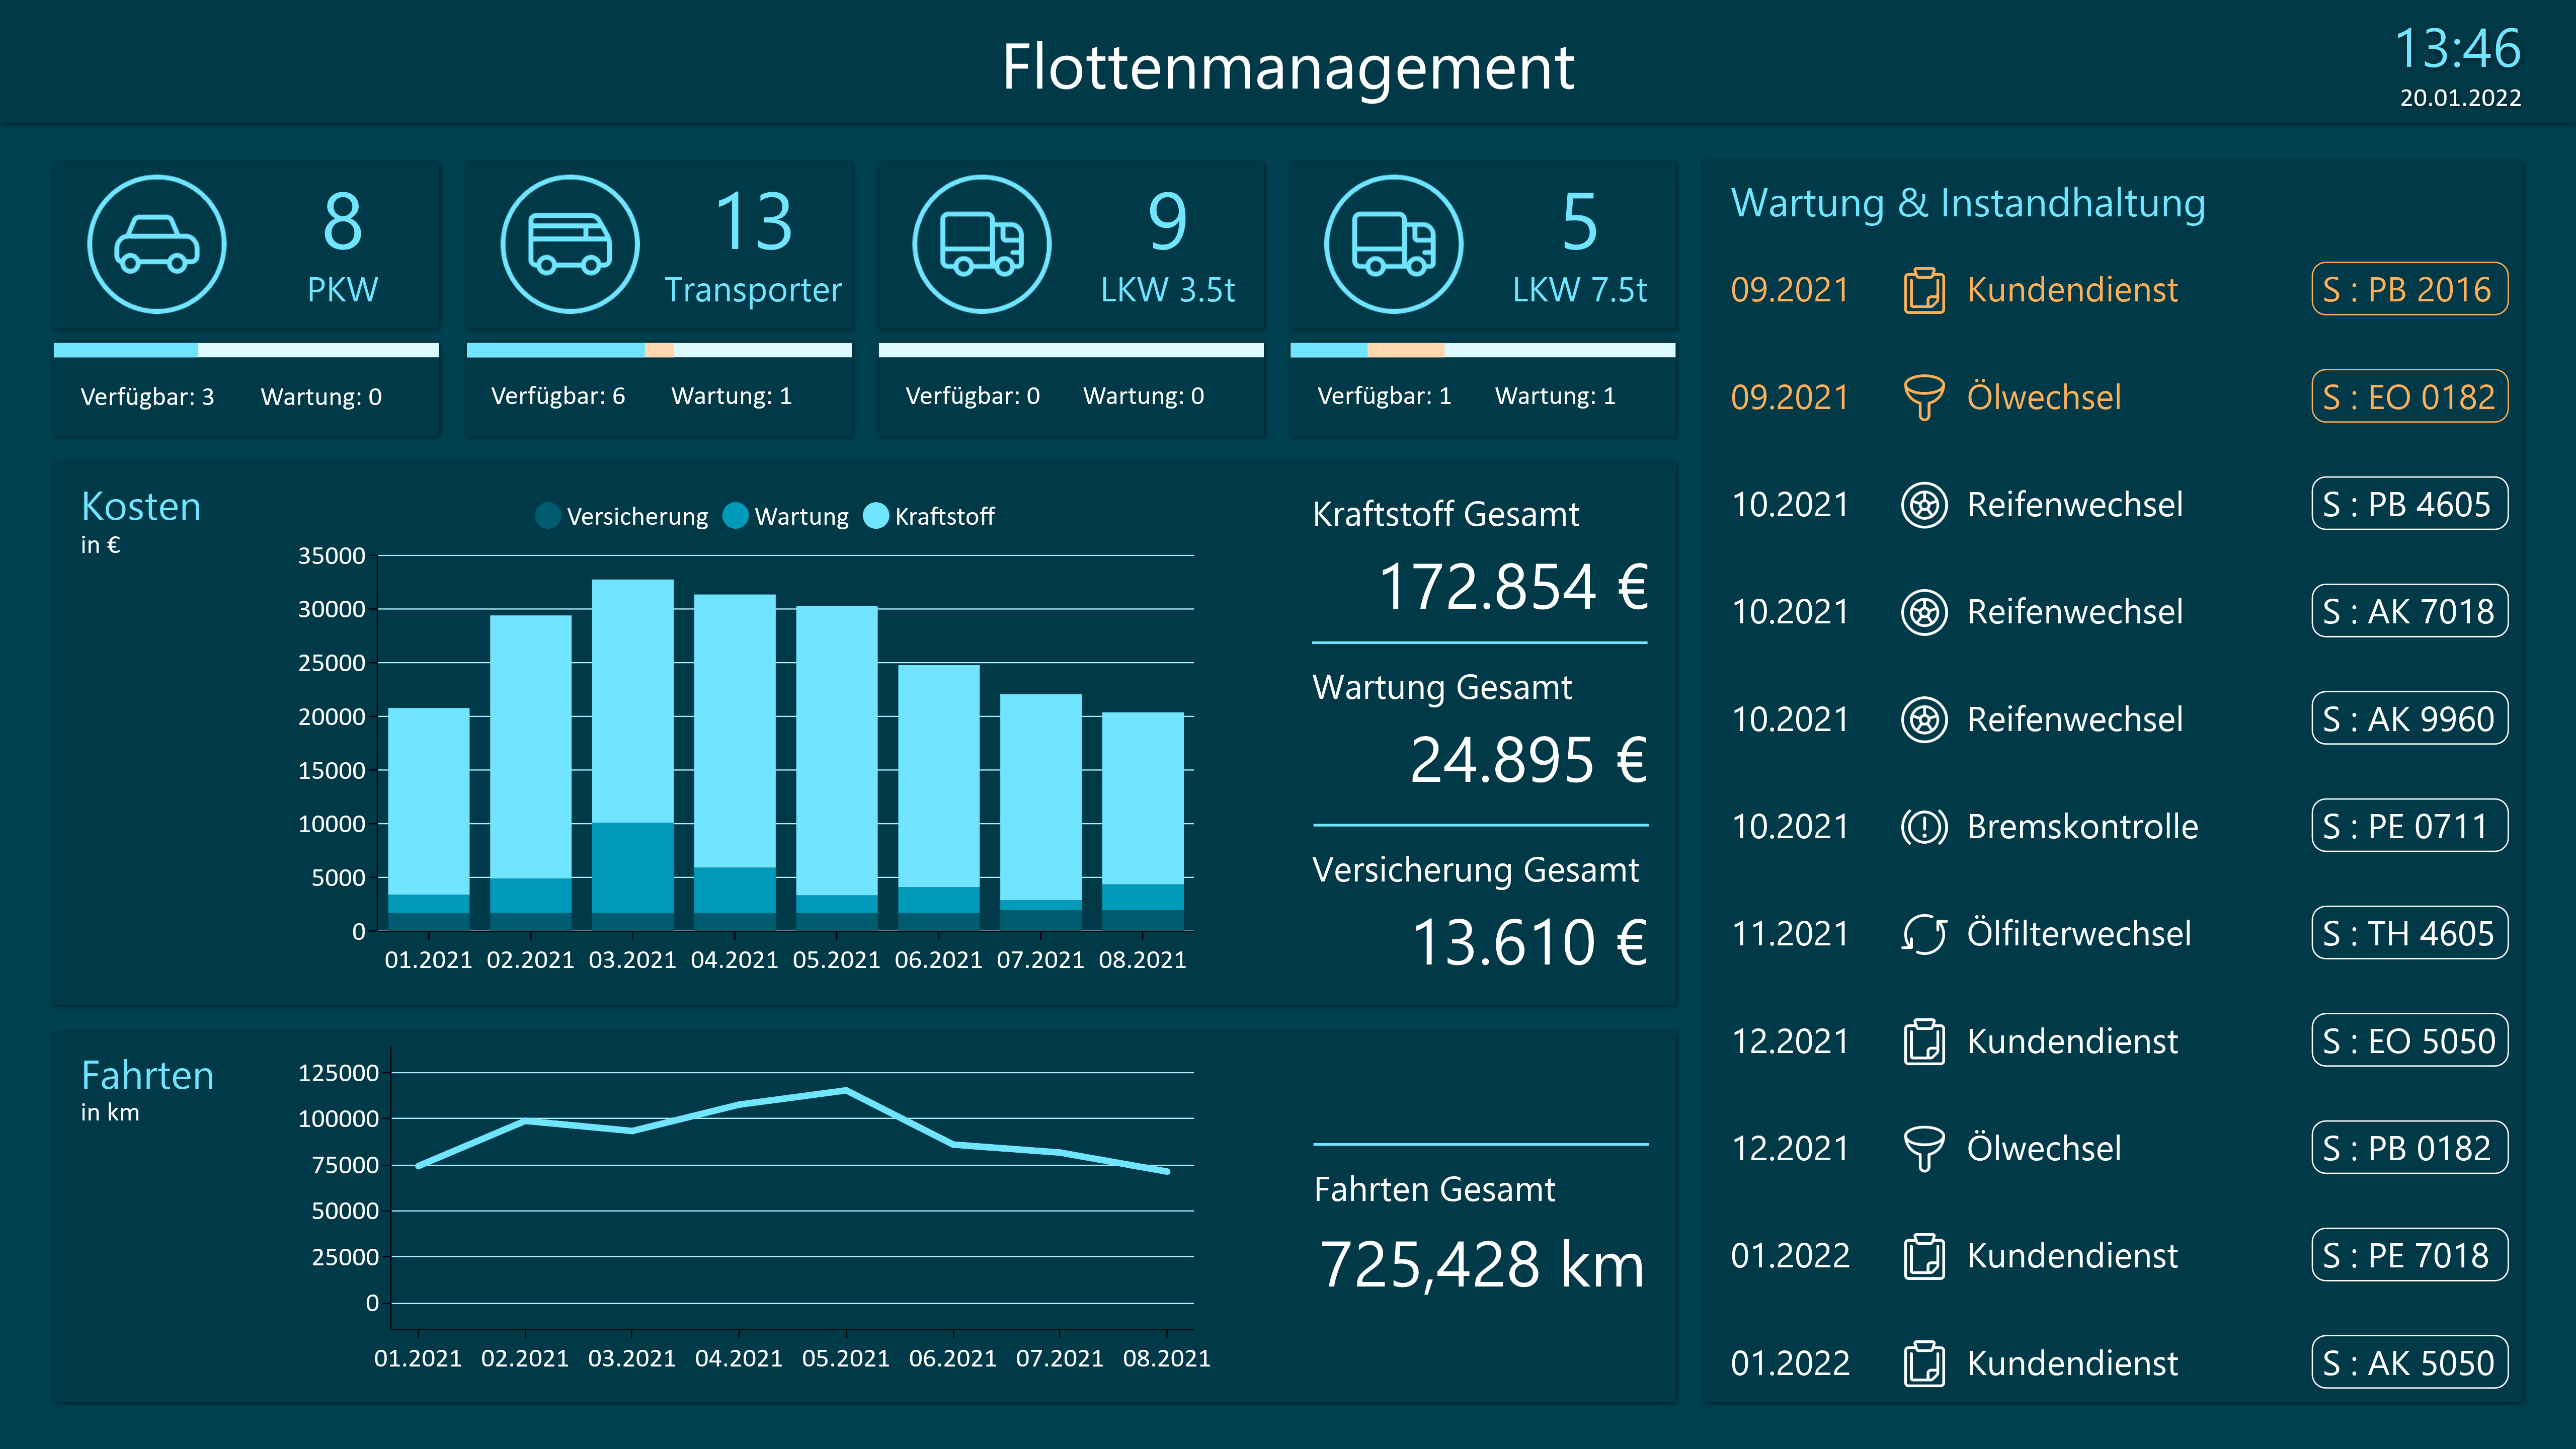 Flottenmanagement
13:46
20.01.2022
8
PKW
Verfügbar: 3 Wartung: 0
13
Transporter
Verfügbar: 6 Wartung: 1
9
LKW 3.5t
Verfügbar: 0 Wartung: 0
5
LKW 7.5t
Verfügbar: 1 Wartung: 1
Kosten
in €
Versicherung Wartung Kraftstoff
35000
30000
25000
20000
15000
10000
5000
0
01.2021 02.2021 03.2021 04.2021 05.2021 06.2021 07.2021 08.2021
Kraftstoff Gesamt
172.854 €
Wartung Gesamt
24.895 €
Versicherung Gesamt
13.610 €
Fahrten
in km
125000
100000
75000
50000
25000
0
01.2021 02.2021 03.2021 04.2021 05.2021 06.2021 07.2021 08.2021
Fahrten Gesamt
725,428 km
Wartung & Instandhaltung
09.2021 Kundendienst S : PB 2016
09.2021 Ölwechsel S : EO 0182
10.2021 Reifenwechsel S : PB 4605
10.2021 Reifenwechsel S : AK 7018
10.2021 Reifenwechsel S : AK 9960
10.2021 Bremskontrolle S : PE 0711
11.2021 Ölfilterwechsel S : TH 4605
12.2021 Kundendienst S : EO 5050
12.2021 Ölwechsel S : PB 0182
01.2022 Kundendienst S : PE 7018
01.2022 Kundendienst S : AK 5050